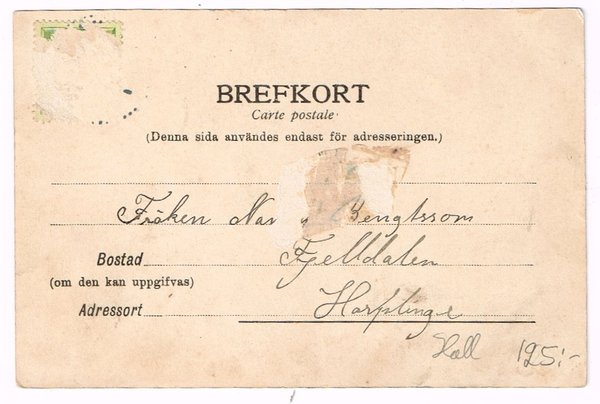 BREFKORT
Carte postale
(Denna sida användes endast för adresseringen.)
Fröken Bengtsson
Bostad Fjelldalen
(om den kan uppgifvas)
Adressort Harplinge
Hall 125:-